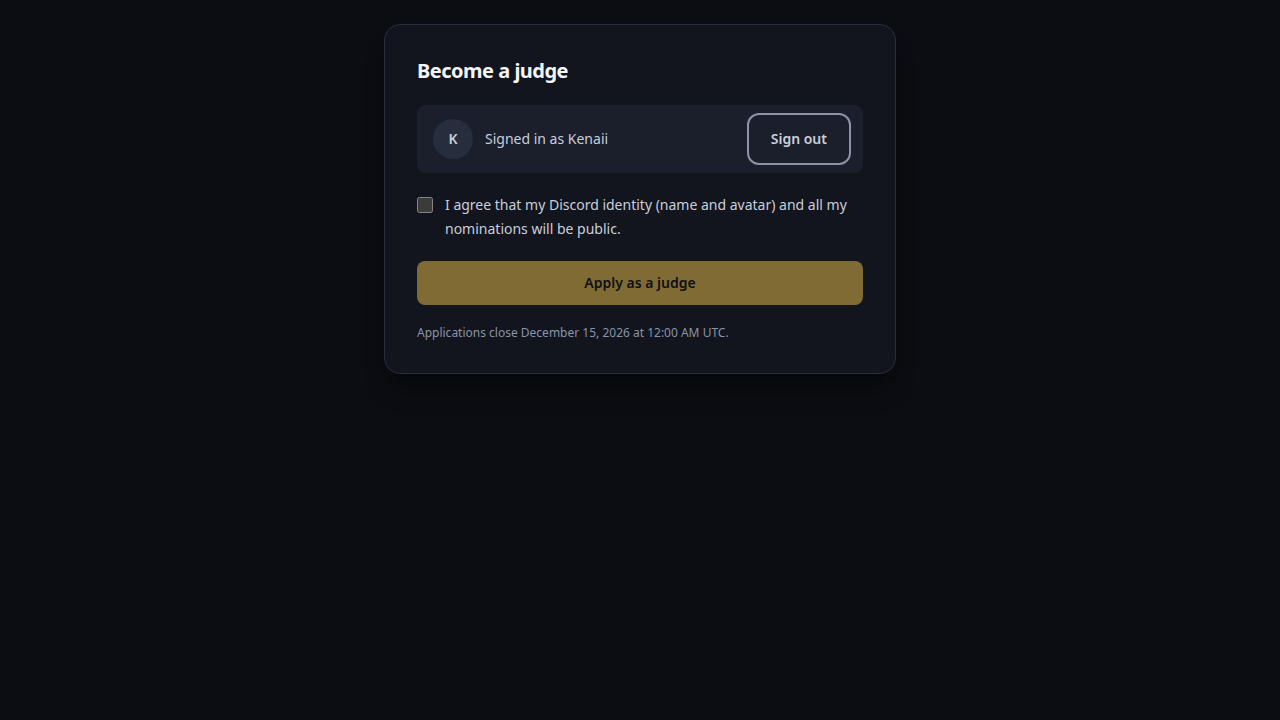 Become a judge
K
Signed in as Kenaii
Sign out
I agree that my Discord identity (name and avatar) and all my
nominations will be public.
Apply as a judge
Applications close December 15, 2026 at 12:00 AM UTC.